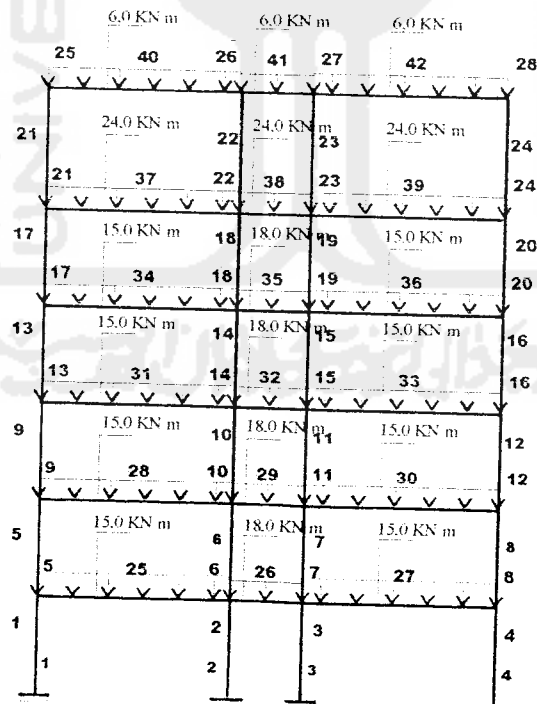 6,0 KN m 6,0 KN m 6,0 KN m
25 40 26 41 27 42 28
21 24,0 KN m 22 24,0 KN m 23 24,0 KN m 24
21 37 22 38 23 39 24
17 15.0 KN m 18 18.0 KN m 19 15.0 KN m 20
17 34 18 35 19 36 20
13 15.0 KN m 14 18.0 KN m 15 15.0 KN m 16
13 31 14 32 15 33 16
9 15.0 KN m 10 18.0 KN m 11 15.0 KN m 12
9 28 10 29 11 30 12
5 15.0 KN m 6 18.0 KN m 7 15.0 KN m 8
5 25 6 26 7 27 8
1 2 3 4
1 2 3 4
UNIVE